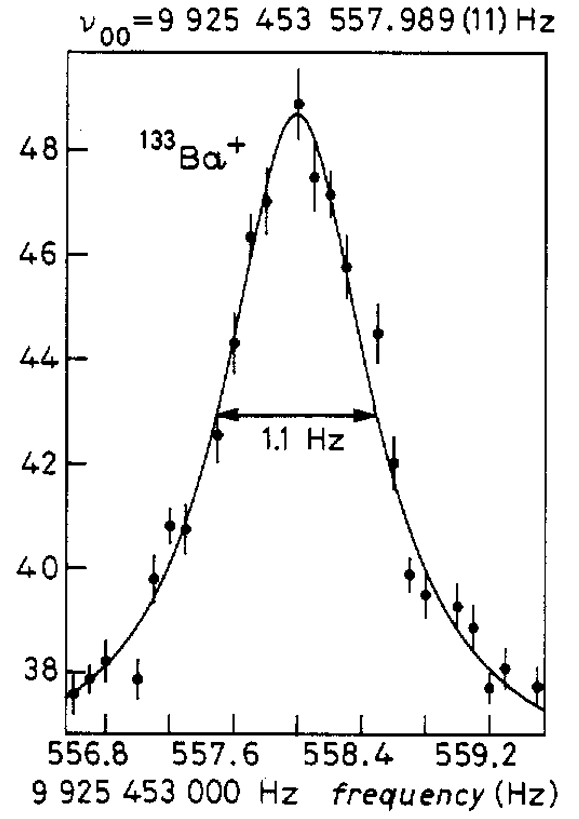 ν₀₀=9 925 453 557.989(11) Hz
48
¹³³Ba⁺
46
44
1.1 Hz
42
40
38
556.8 557.6 558.4 559.2
9 925 453 000 Hz frequency (Hz)